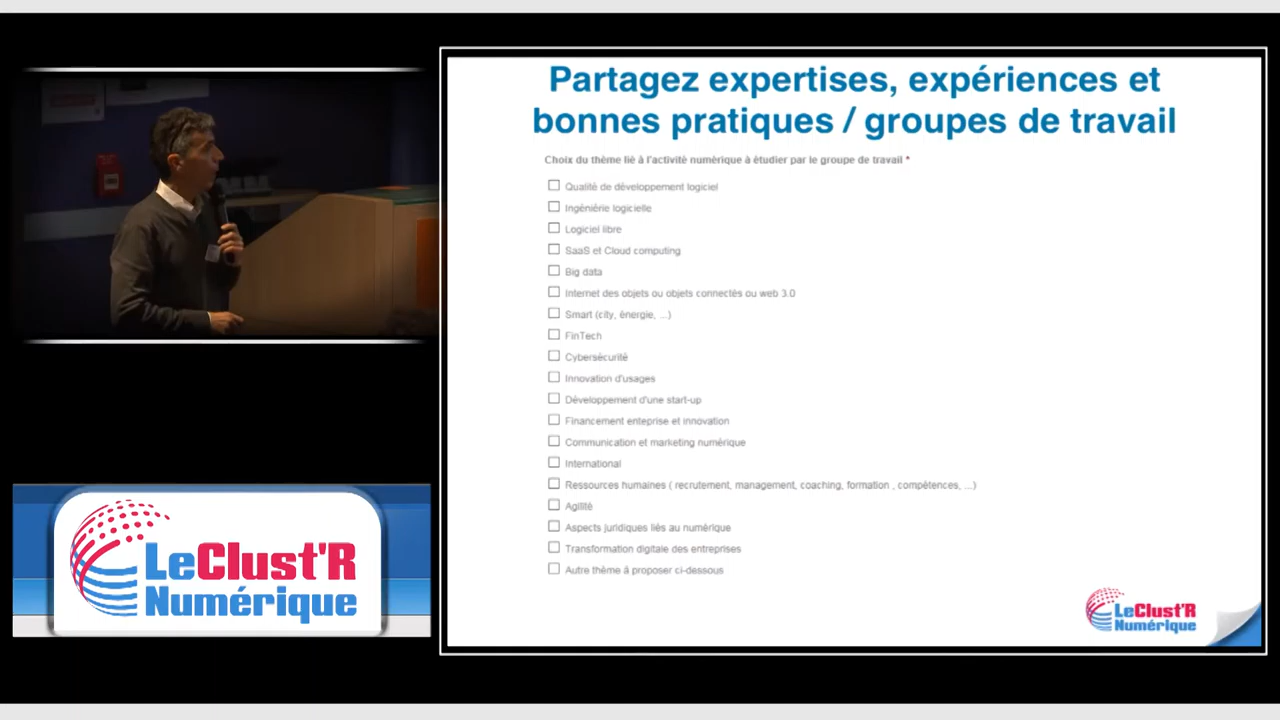 Partagez expertises, expériences et
bonnes pratiques / groupes de travail
Choix du thème lié à l'activité numérique à étudier par le groupe de travail *
Qualité de développement logiciel
Ingéniérie logicielle
Logiciel libre
SaaS et Cloud computing
Big data
Internet des objets ou objets connectés ou web 3.0
Smart (city, énergie, ...)
FinTech
Cybersécurité
Innovation d'usages
Développement d'une start-up
Financement enteprise et innovation
Communication et marketing numérique
International
Ressources humaines ( recrutement, management, coaching, formation , compétences, ...)
Agilité
Aspects juridiques liés au numérique
Transformation digitale des entreprises
Autre thème à proposer ci-dessous
LeClust'R
Numérique
LeClust'R
Numérique